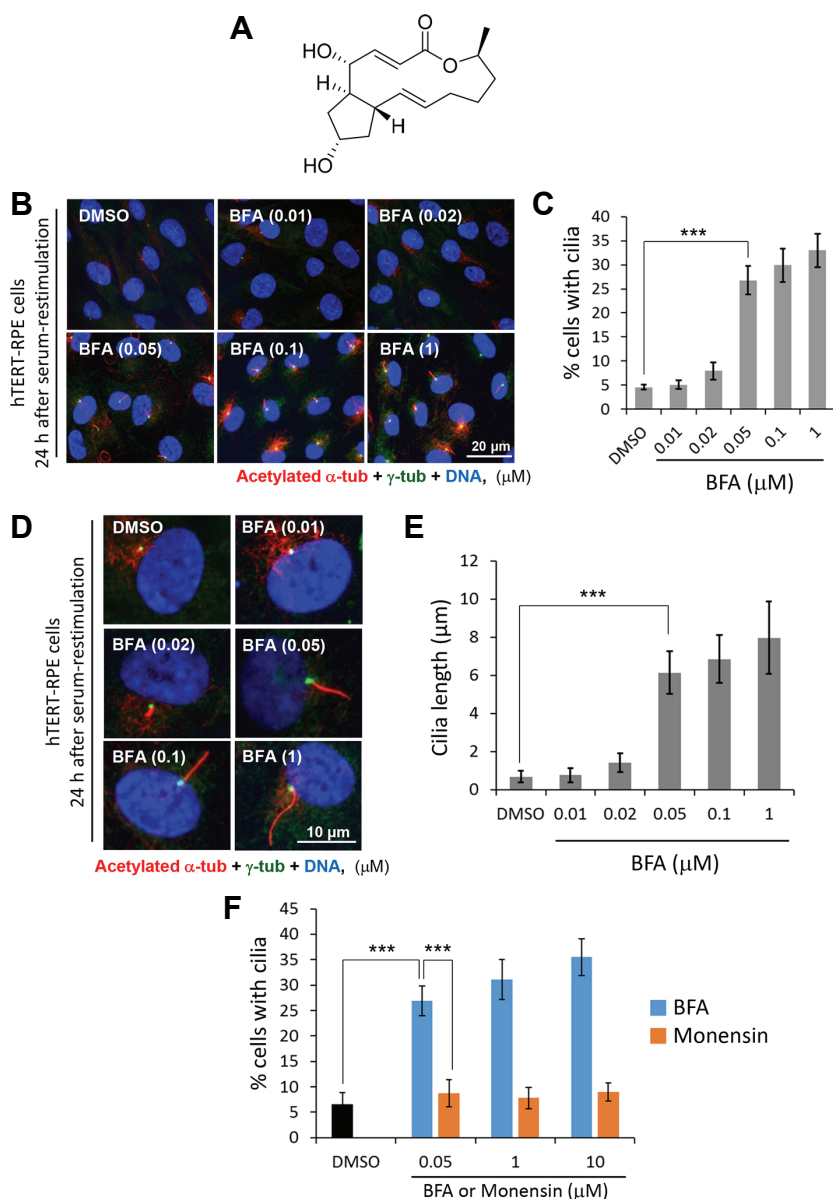 A
O
HO
O
H
H
HO
B
hTERT-RPE cells
24 h after serum-restimulation
DMSO
BFA (0.01)
BFA (0.02)
BFA (0.05)
BFA (0.1)
BFA (1)
20 μm
Acetylated α-tub + γ-tub + DNA, (μM)
C
% cells with cilia
40
35
30
25
20
15
10
5
0
***
DMSO
0.01
0.02
0.05
0.1
1
BFA (μM)
D
hTERT-RPE cells
24 h after serum-restimulation
DMSO
BFA (0.01)
BFA (0.02)
BFA (0.05)
BFA (0.1)
BFA (1)
10 μm
Acetylated α-tub + γ-tub + DNA, (μM)
E
Cilia length (μm)
12
10
8
6
4
2
0
***
DMSO
0.01
0.02
0.05
0.1
1
BFA (μM)
F
% cells with cilia
45
40
35
30
25
20
15
10
5
0
***
***
BFA
Monensin
DMSO
0.05
1
10
BFA or Monensin (μM)